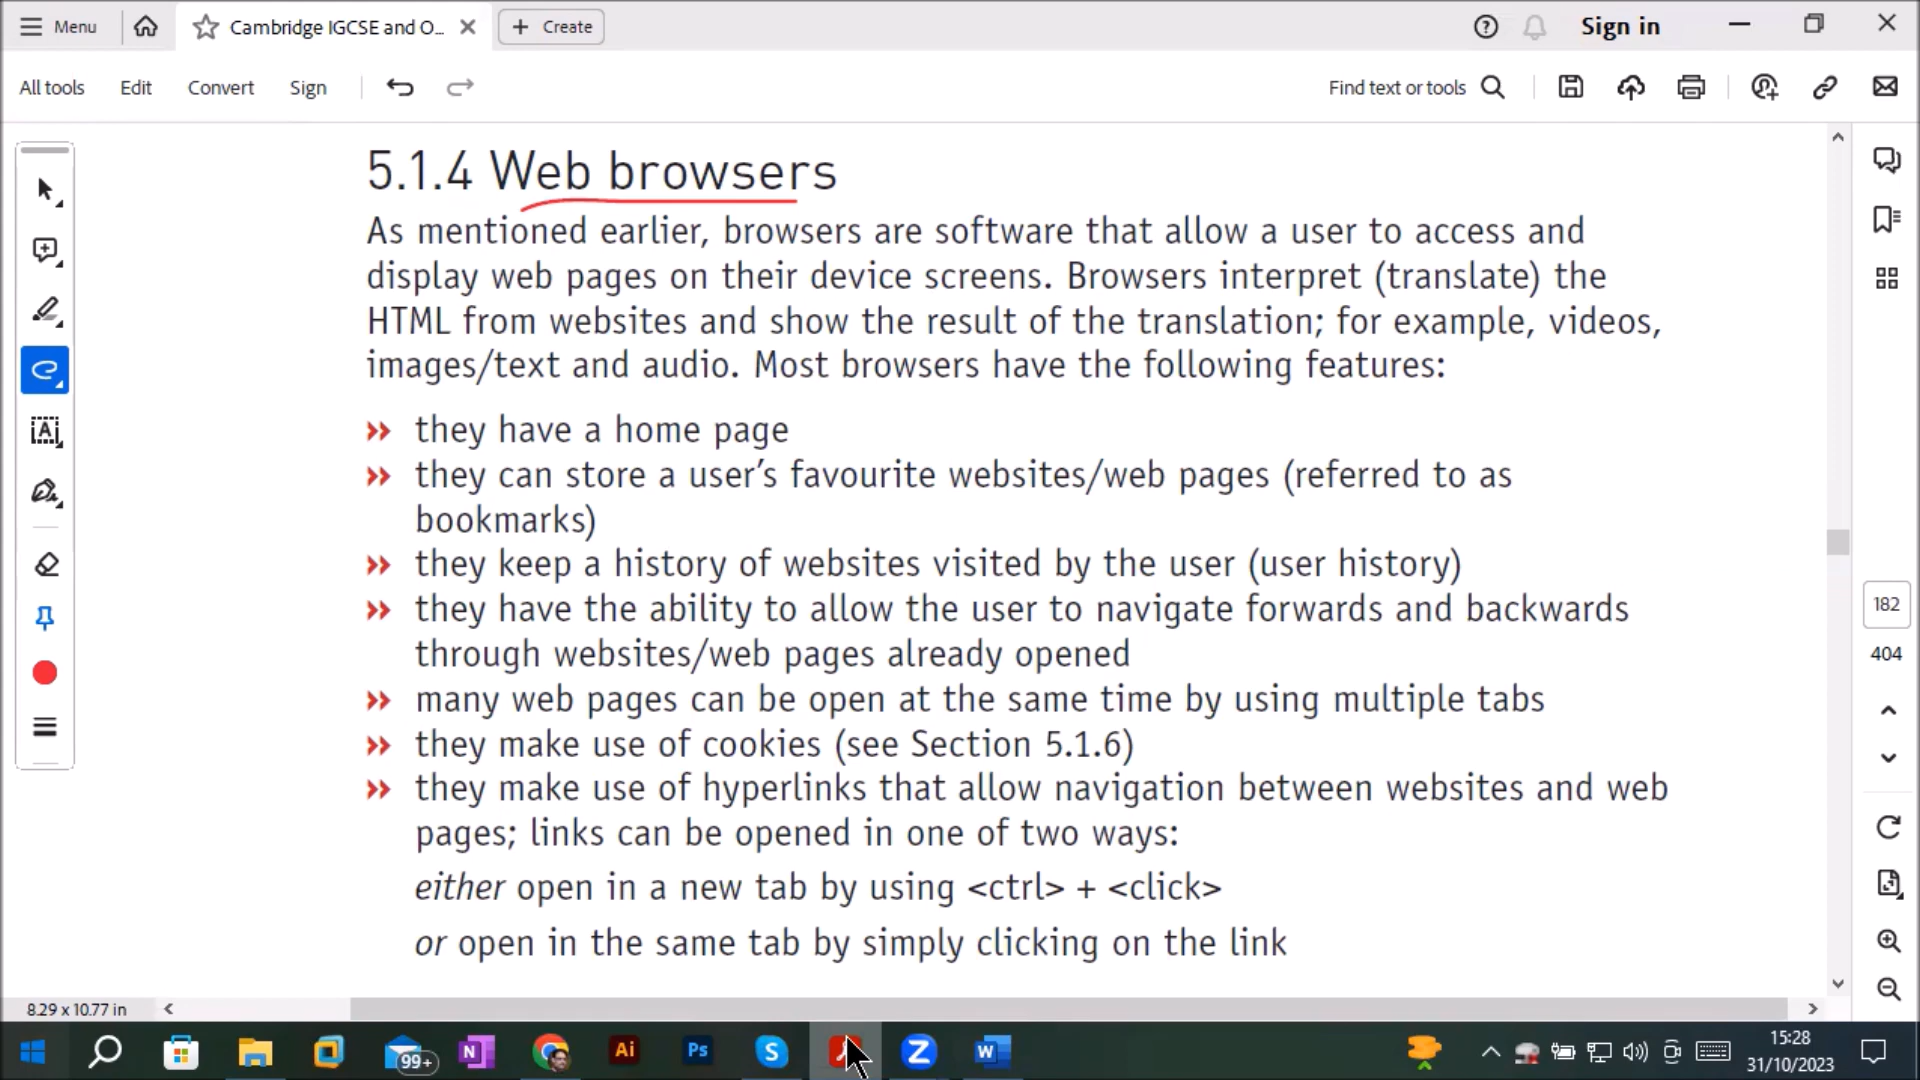 Menu
Cambridge IGCSE and O...
Create
Sign in
All tools
Edit
Convert
Sign
Find text or tools
5.1.4 Web browsers
As mentioned earlier, browsers are software that allow a user to access and
display web pages on their device screens. Browsers interpret (translate) the
HTML from websites and show the result of the translation; for example, videos,
images/text and audio. Most browsers have the following features:
›› they have a home page
›› they can store a user's favourite websites/web pages (referred to as
bookmarks)
›› they keep a history of websites visited by the user (user history)
›› they have the ability to allow the user to navigate forwards and backwards
through websites/web pages already opened
›› many web pages can be open at the same time by using multiple tabs
›› they make use of cookies (see Section 5.1.6)
›› they make use of hyperlinks that allow navigation between websites and web
pages; links can be opened in one of two ways:
either open in a new tab by using <ctrl> + <click>
or open in the same tab by simply clicking on the link
182
404
8.29 x 10.77 in
99+
N
Ai
Ps
S
Z
W
15:28
31/10/2023